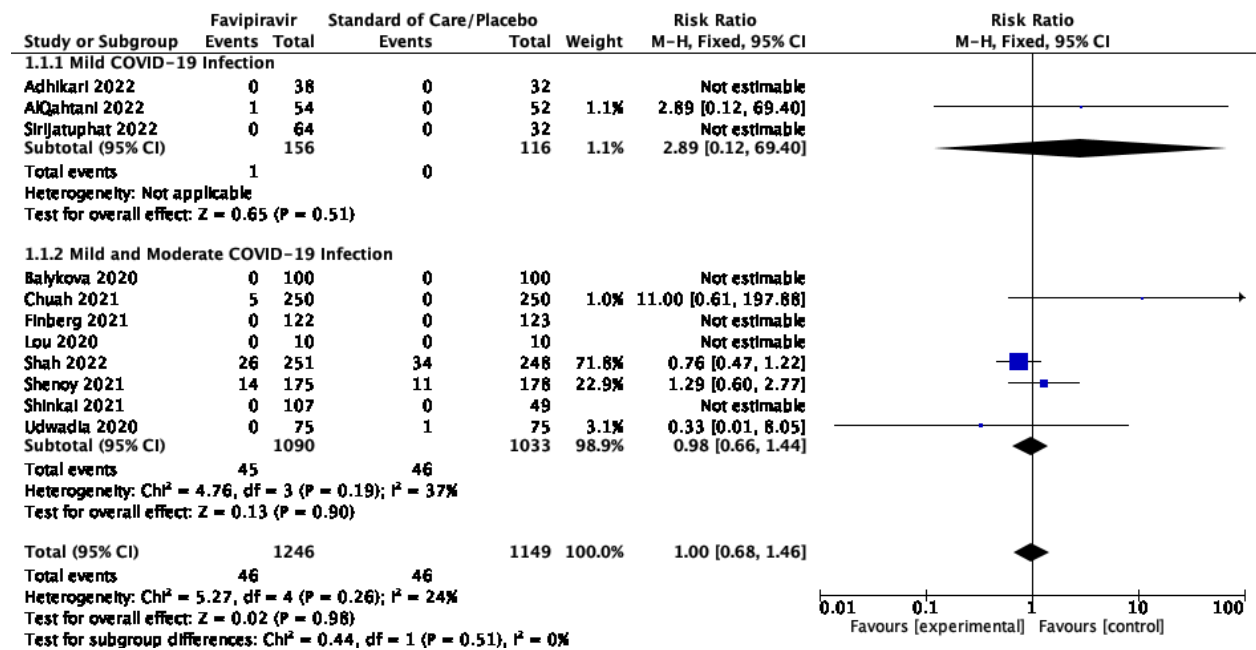 Favipiravir Standard of Care/Placebo Risk Ratio Risk Ratio
Study or Subgroup Events Total Events Total Weight M-H, Fixed, 95% CI M-H, Fixed, 95% CI
1.1.1 Mild COVID-19 Infection
Adhikari 2022 0 38 0 32 Not estimable
AlQahtani 2022 1 54 0 52 1.1% 2.89 [0.12, 69.40]
Sirijatuphat 2022 0 64 0 32 Not estimable
Subtotal (95% CI) 156 116 1.1% 2.89 [0.12, 69.40]
Total events 1 0
Heterogeneity: Not applicable
Test for overall effect: Z = 0.65 (P = 0.51)
1.1.2 Mild and Moderate COVID-19 Infection
Balykova 2020 0 100 0 100 Not estimable
Chuah 2021 5 250 0 250 1.0% 11.00 [0.61, 197.88]
Finberg 2021 0 122 0 123 Not estimable
Lou 2020 0 10 0 10 Not estimable
Shah 2022 26 251 34 248 71.8% 0.76 [0.47, 1.22]
Shenoy 2021 14 175 11 178 22.9% 1.29 [0.60, 2.77]
Shinkai 2021 0 107 0 49 Not estimable
Udwadia 2020 0 75 1 75 3.1% 0.33 [0.01, 8.05]
Subtotal (95% CI) 1090 1033 98.9% 0.98 [0.66, 1.44]
Total events 45 46
Heterogeneity: Chi² = 4.76, df = 3 (P = 0.19); I² = 37%
Test for overall effect: Z = 0.13 (P = 0.90)
Total (95% CI) 1246 1149 100.0% 1.00 [0.68, 1.46]
Total events 46 46
Heterogeneity: Chi² = 5.27, df = 4 (P = 0.26); I² = 24%
Test for overall effect: Z = 0.02 (P = 0.98)
Test for subgroup differences: Chi² = 0.44, df = 1 (P = 0.51), I² = 0%
0.01 0.1 1 10 100
Favours [experimental] Favours [control]